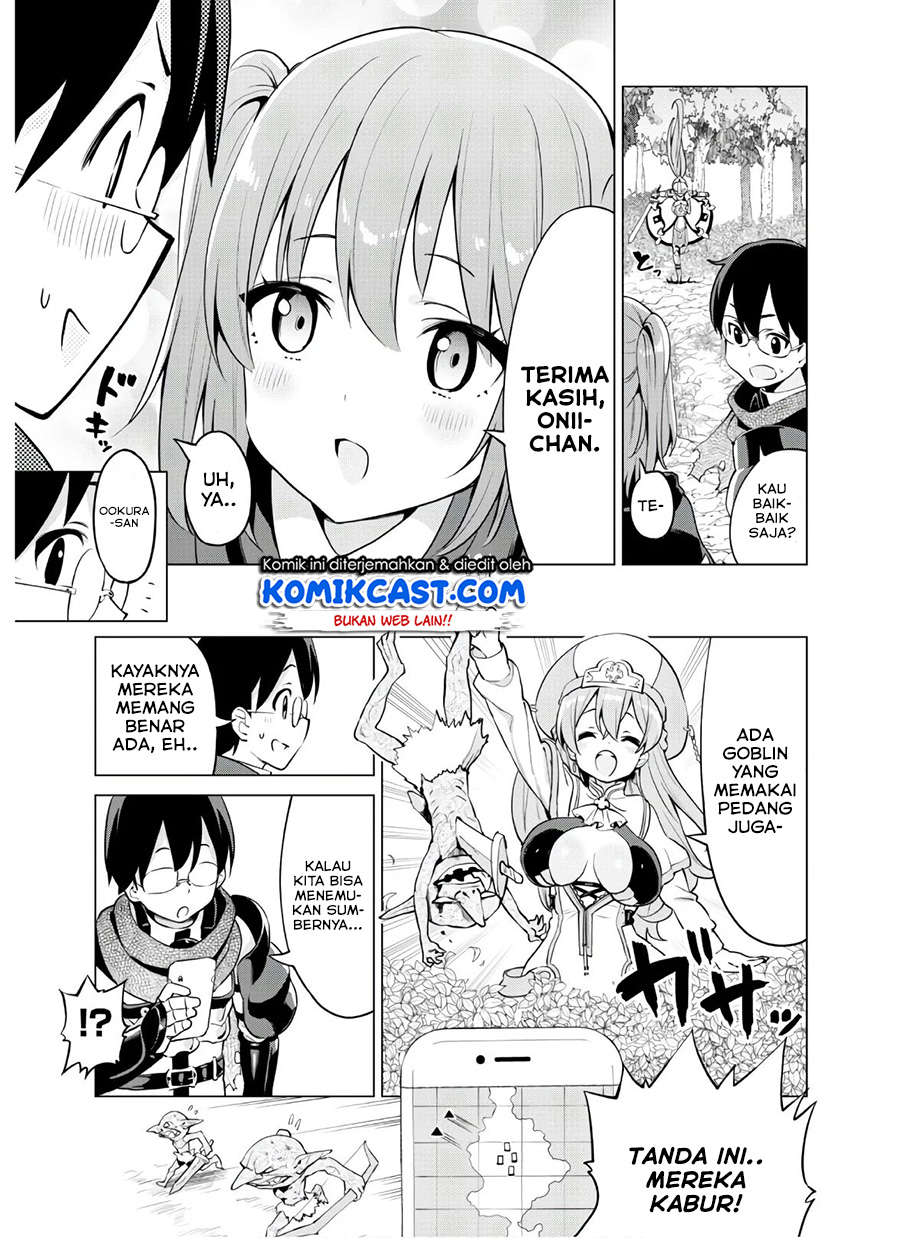 KAU
BAIK-
BAIK
SAJA?
TE-
とっ
TERIMA
KASIH,
ONII-
CHAN.
UH,
YA..
ドキッ
OOKURA
-SAN
Komik ini diterjemahkan & diedit oleh
KOMIKCAST.COM
BUKAN WEB LAIN!!
ADA
GOBLIN
YANG
MEMAKAI
PEDANG
JUGA-
ガサッ
KAYAKNYA
MEREKA
MEMANG
BENAR
ADA, EH..
KALAU
KITA BISA
MENEMU-
KAN SUM-
BERNYA...
!?
TANDA INI..
MEREKA
KABUR!